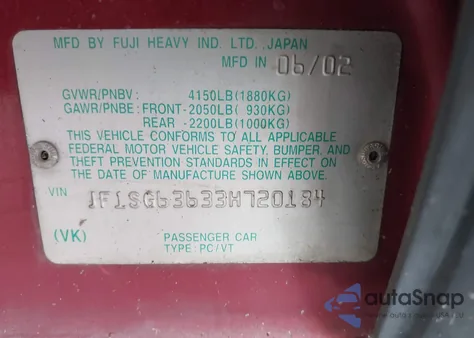 MFD BY FUJI HEAVY IND. LTD., JAPAN
MFD IN 06/02
GVWR/PNBV: 4150LB(1880KG)
GAWR/PNBE: FRONT-2050LB( 930KG)
REAR -2200LB(1000KG)
THIS VEHICLE CONFORMS TO ALL APPLICABLE
FEDERAL MOTOR VEHICLE SAFETY, BUMPER, AND
THEFT PREVENTION STANDARDS IN EFFECT ON
THE DATE OF MANUFACTURE SHOWN ABOVE.
VIN JF1SG63633H720184
(VK) PASSENGER CAR
TYPE: PC/VT
autoSnap